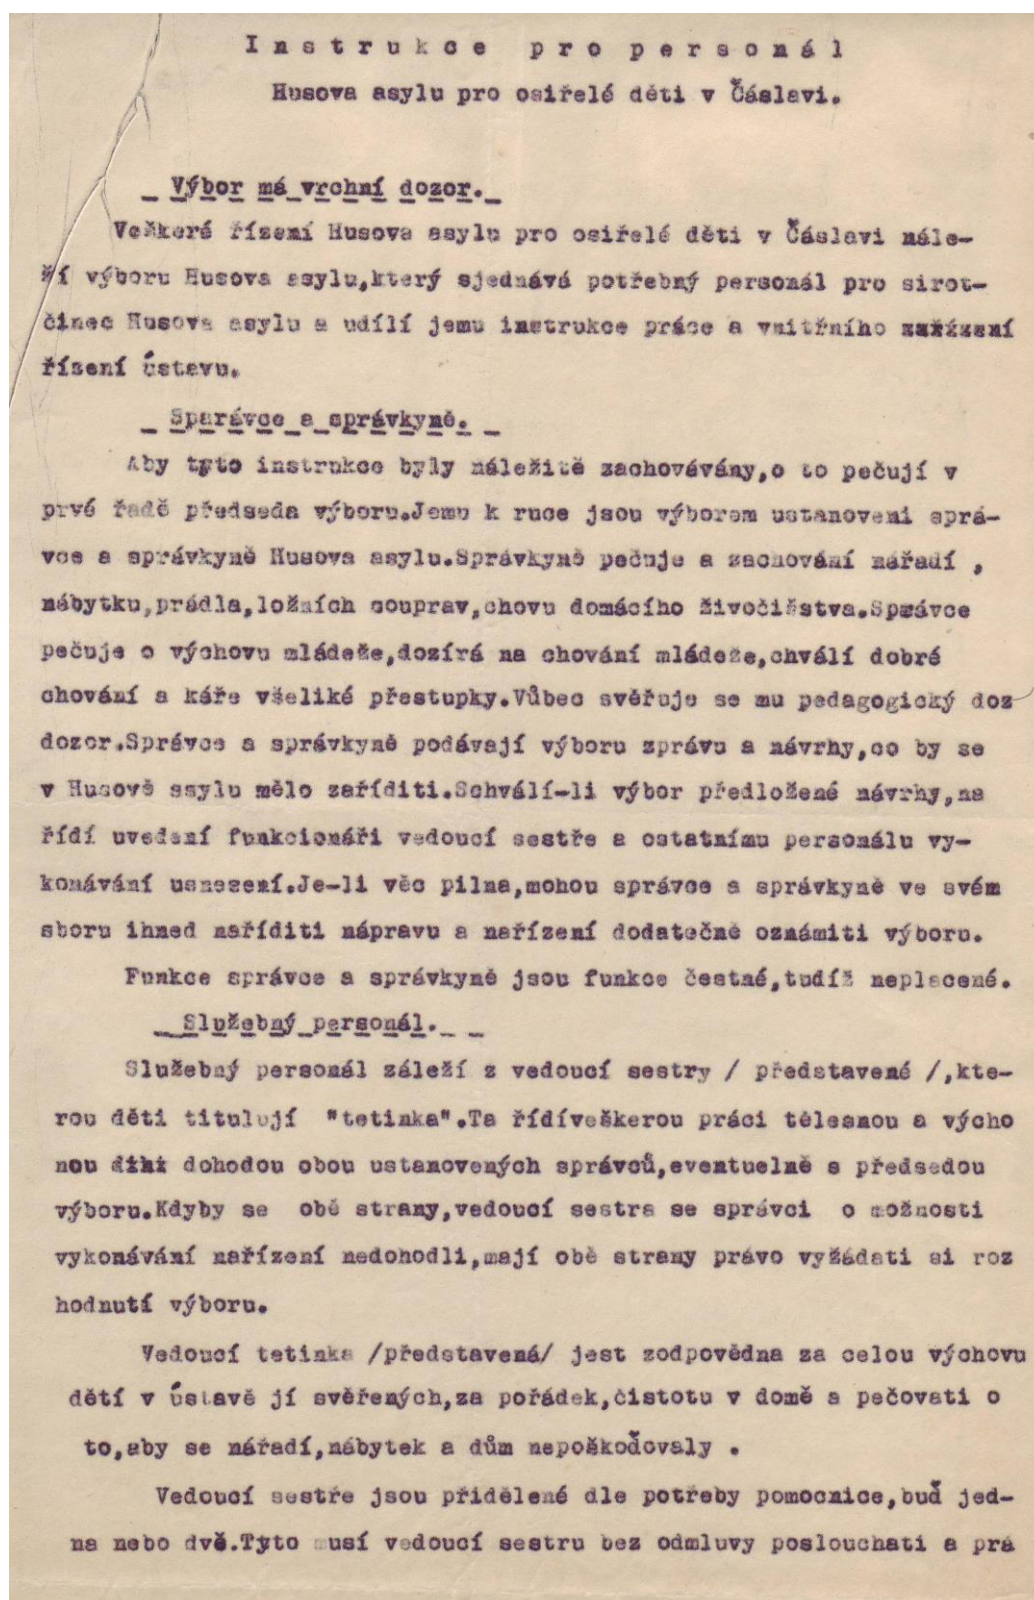 Instrukce pro personál
Husova asylu pro osiřelé děti v Čáslavi.
Výbor má vrchní dozor.
Veškeré řízení Husova asylu pro osiřelé děti v Čáslavi nále-
ží výboru Husova asylu,který sjednává potřebný personál pro sirot-
činec Husova asylu a udílí jemu instrukce práce a vnitřního zařízení
řízení ústavu.
Sparávce a správkyně.
Aby tyto instrukce byly náležitě zachovávány,o to pečují v
prvé řadě předseda výboru.Jemu k ruce jsou výborem ustanoveni sprá-
vce a správkyně Husova asylu.Správkyně pečuje a zachování nářadí ,
nábytku,prádla,ložních souprav,chovu domácího živočišstva.Správce
pečuje o výchovu mládeže,dozírá na chování mládeže,chválí dobré
chování a káře všeliké přestupky.Vůbec svěřuje se mu pedagogický doz
dozor.Správce a správkyně podávají výboru zprávu a návrhy,co by se
v Husově asylu mělo zaříditi.Schválí-li výbor předložené návrhy,na
řídí uvedení funkcionáři vedoucí sestře a ostatnímu personálu vy-
konávání usnesení.Je-li věc pilna,mohou správce a správkyně ve svém
sboru ihned naříditi nápravu a nařízení dodatečně oznámiti výboru.
Funkce správce a správkyně jsou funkce čestné,tudíž neplacené.
Služebný personál.
Služebný personál záleží z vedoucí sestry / představené /,kte-
rou děti titulují "tetinka".Ta řídíveškerou práci tělesnou a výcho
nou dohodou obou ustanovených správců,eventuelně s předsedou
výboru.Kdyby se obě strany,vedoucí sestra se správci o možnosti
vykonávání nařízení nedohodli,mají obě strany právo vyžádati si roz
hodnutí výboru.
Vedoucí tetinka /představená/ jest zodpovědna za celou výchovu
dětí v ústavě jí svěřených,za pořádek,čistotu v domě a pečovati o
to,aby se nářadí,nábytek a dům nepoškoďovaly .
Vedoucí sestře jsou přidělené dle potřeby pomocnice,buď jed-
na nebo dvě.Tyto musí vedoucí sestru bez odmluvy poslouchati a prá